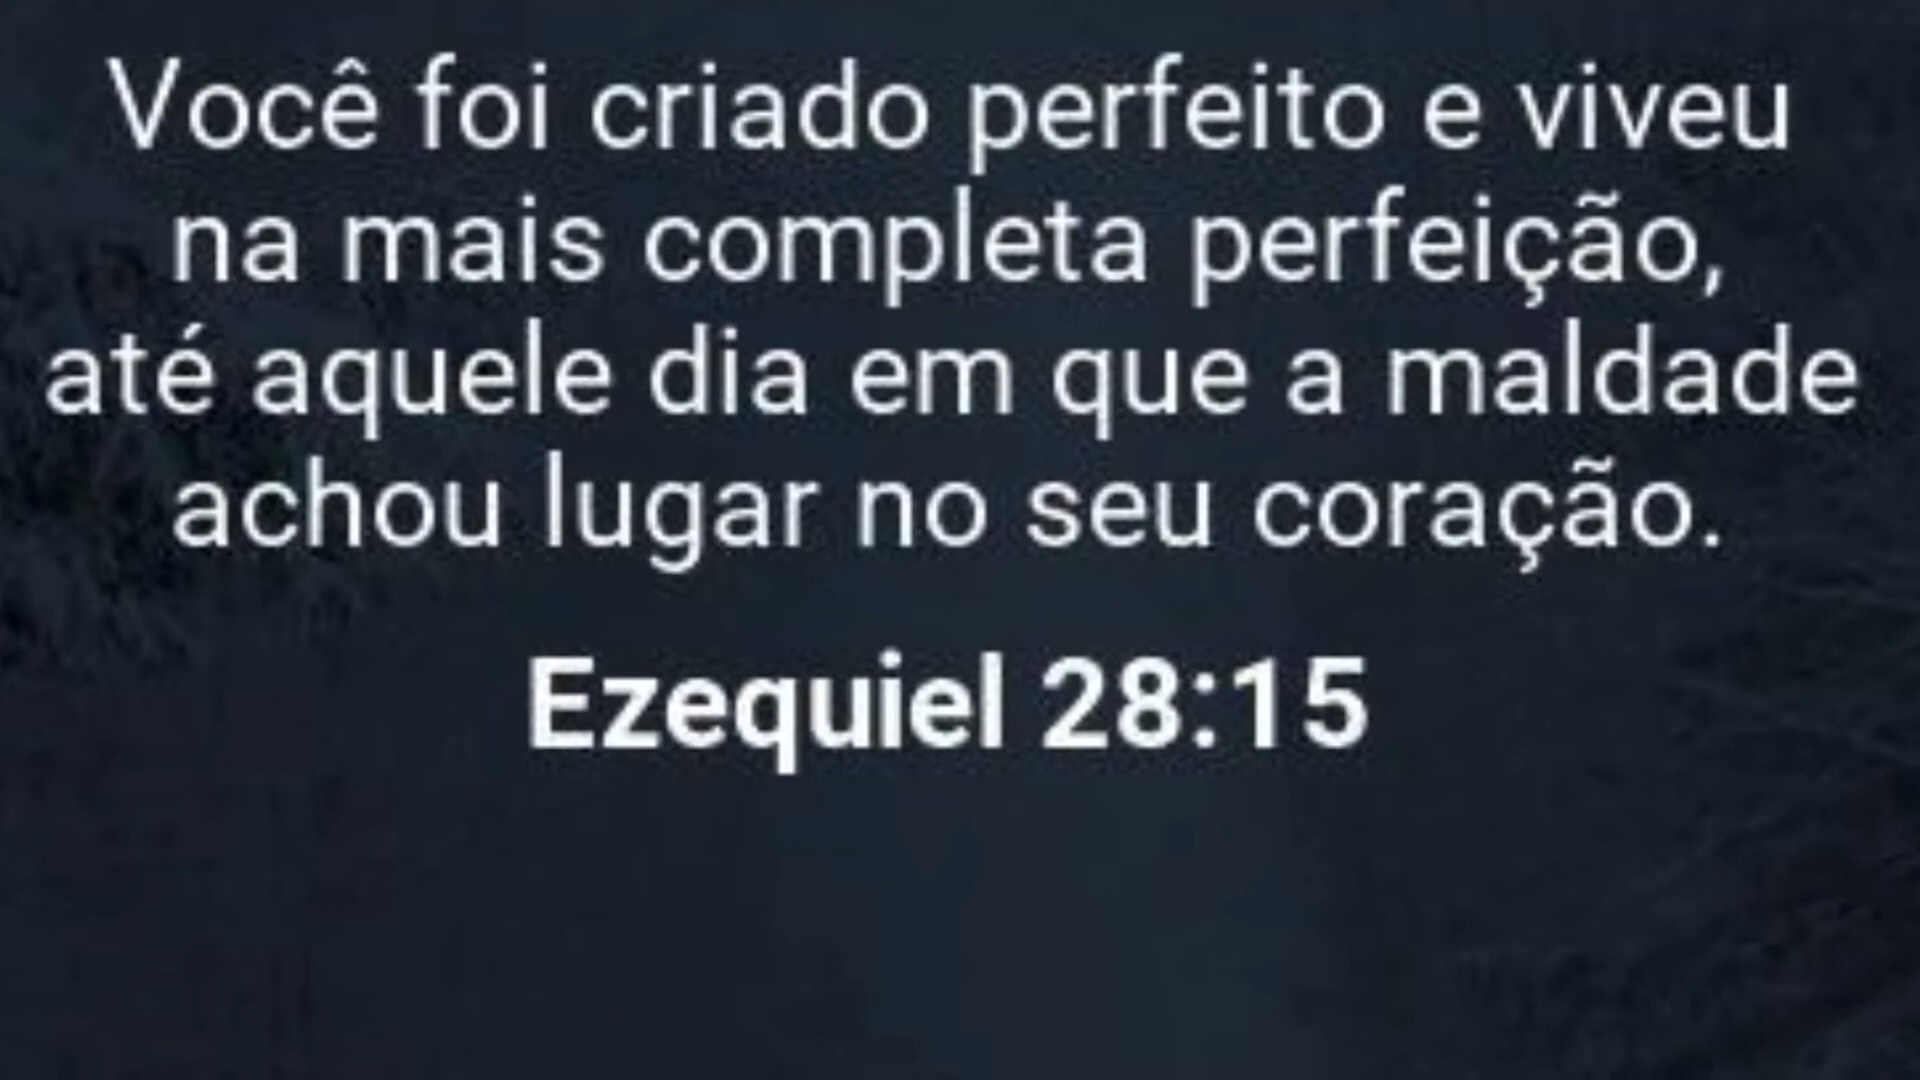 Você foi criado perfeito e viveu
na mais completa perfeição,
até aquele dia em que a maldade
achou lugar no seu coração.
Ezequiel 28:15